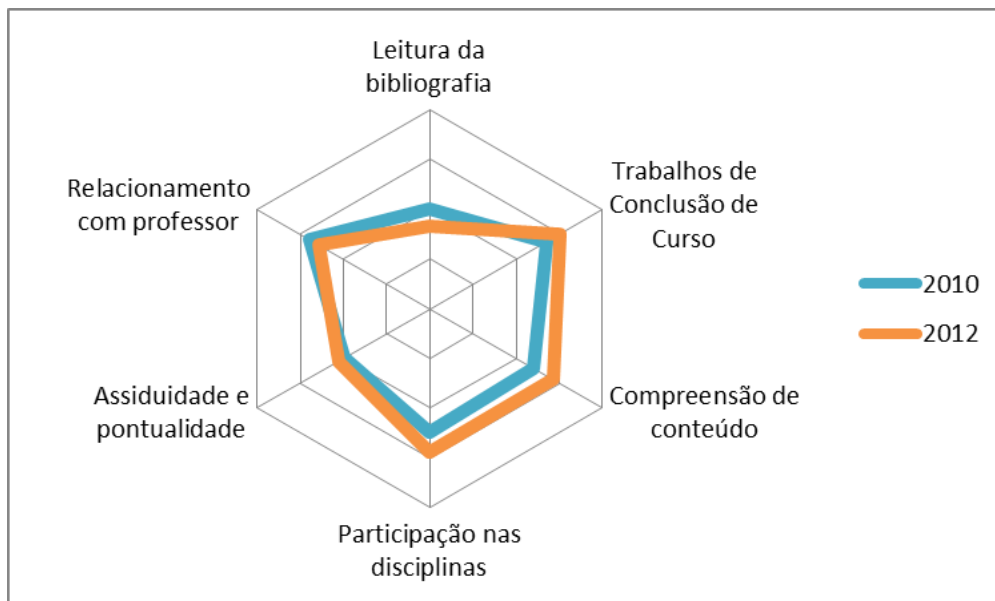 Leitura da
bibliografia
Trabalhos de
Conclusão de
Curso
Compreensão de
conteúdo
Participação nas
disciplinas
Assiduidade e
pontualidade
Relacionamento
com professor
2010
2012